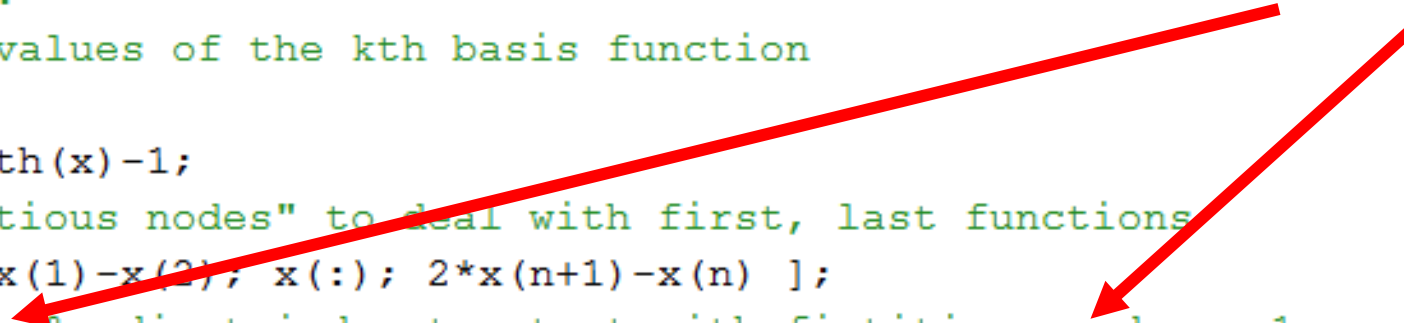 values of the kth basis function
th(x)-1;
tious nodes" to deal with first, last functions
x(1)-x(2); x(:); 2*x(n+1)-x(n) ];